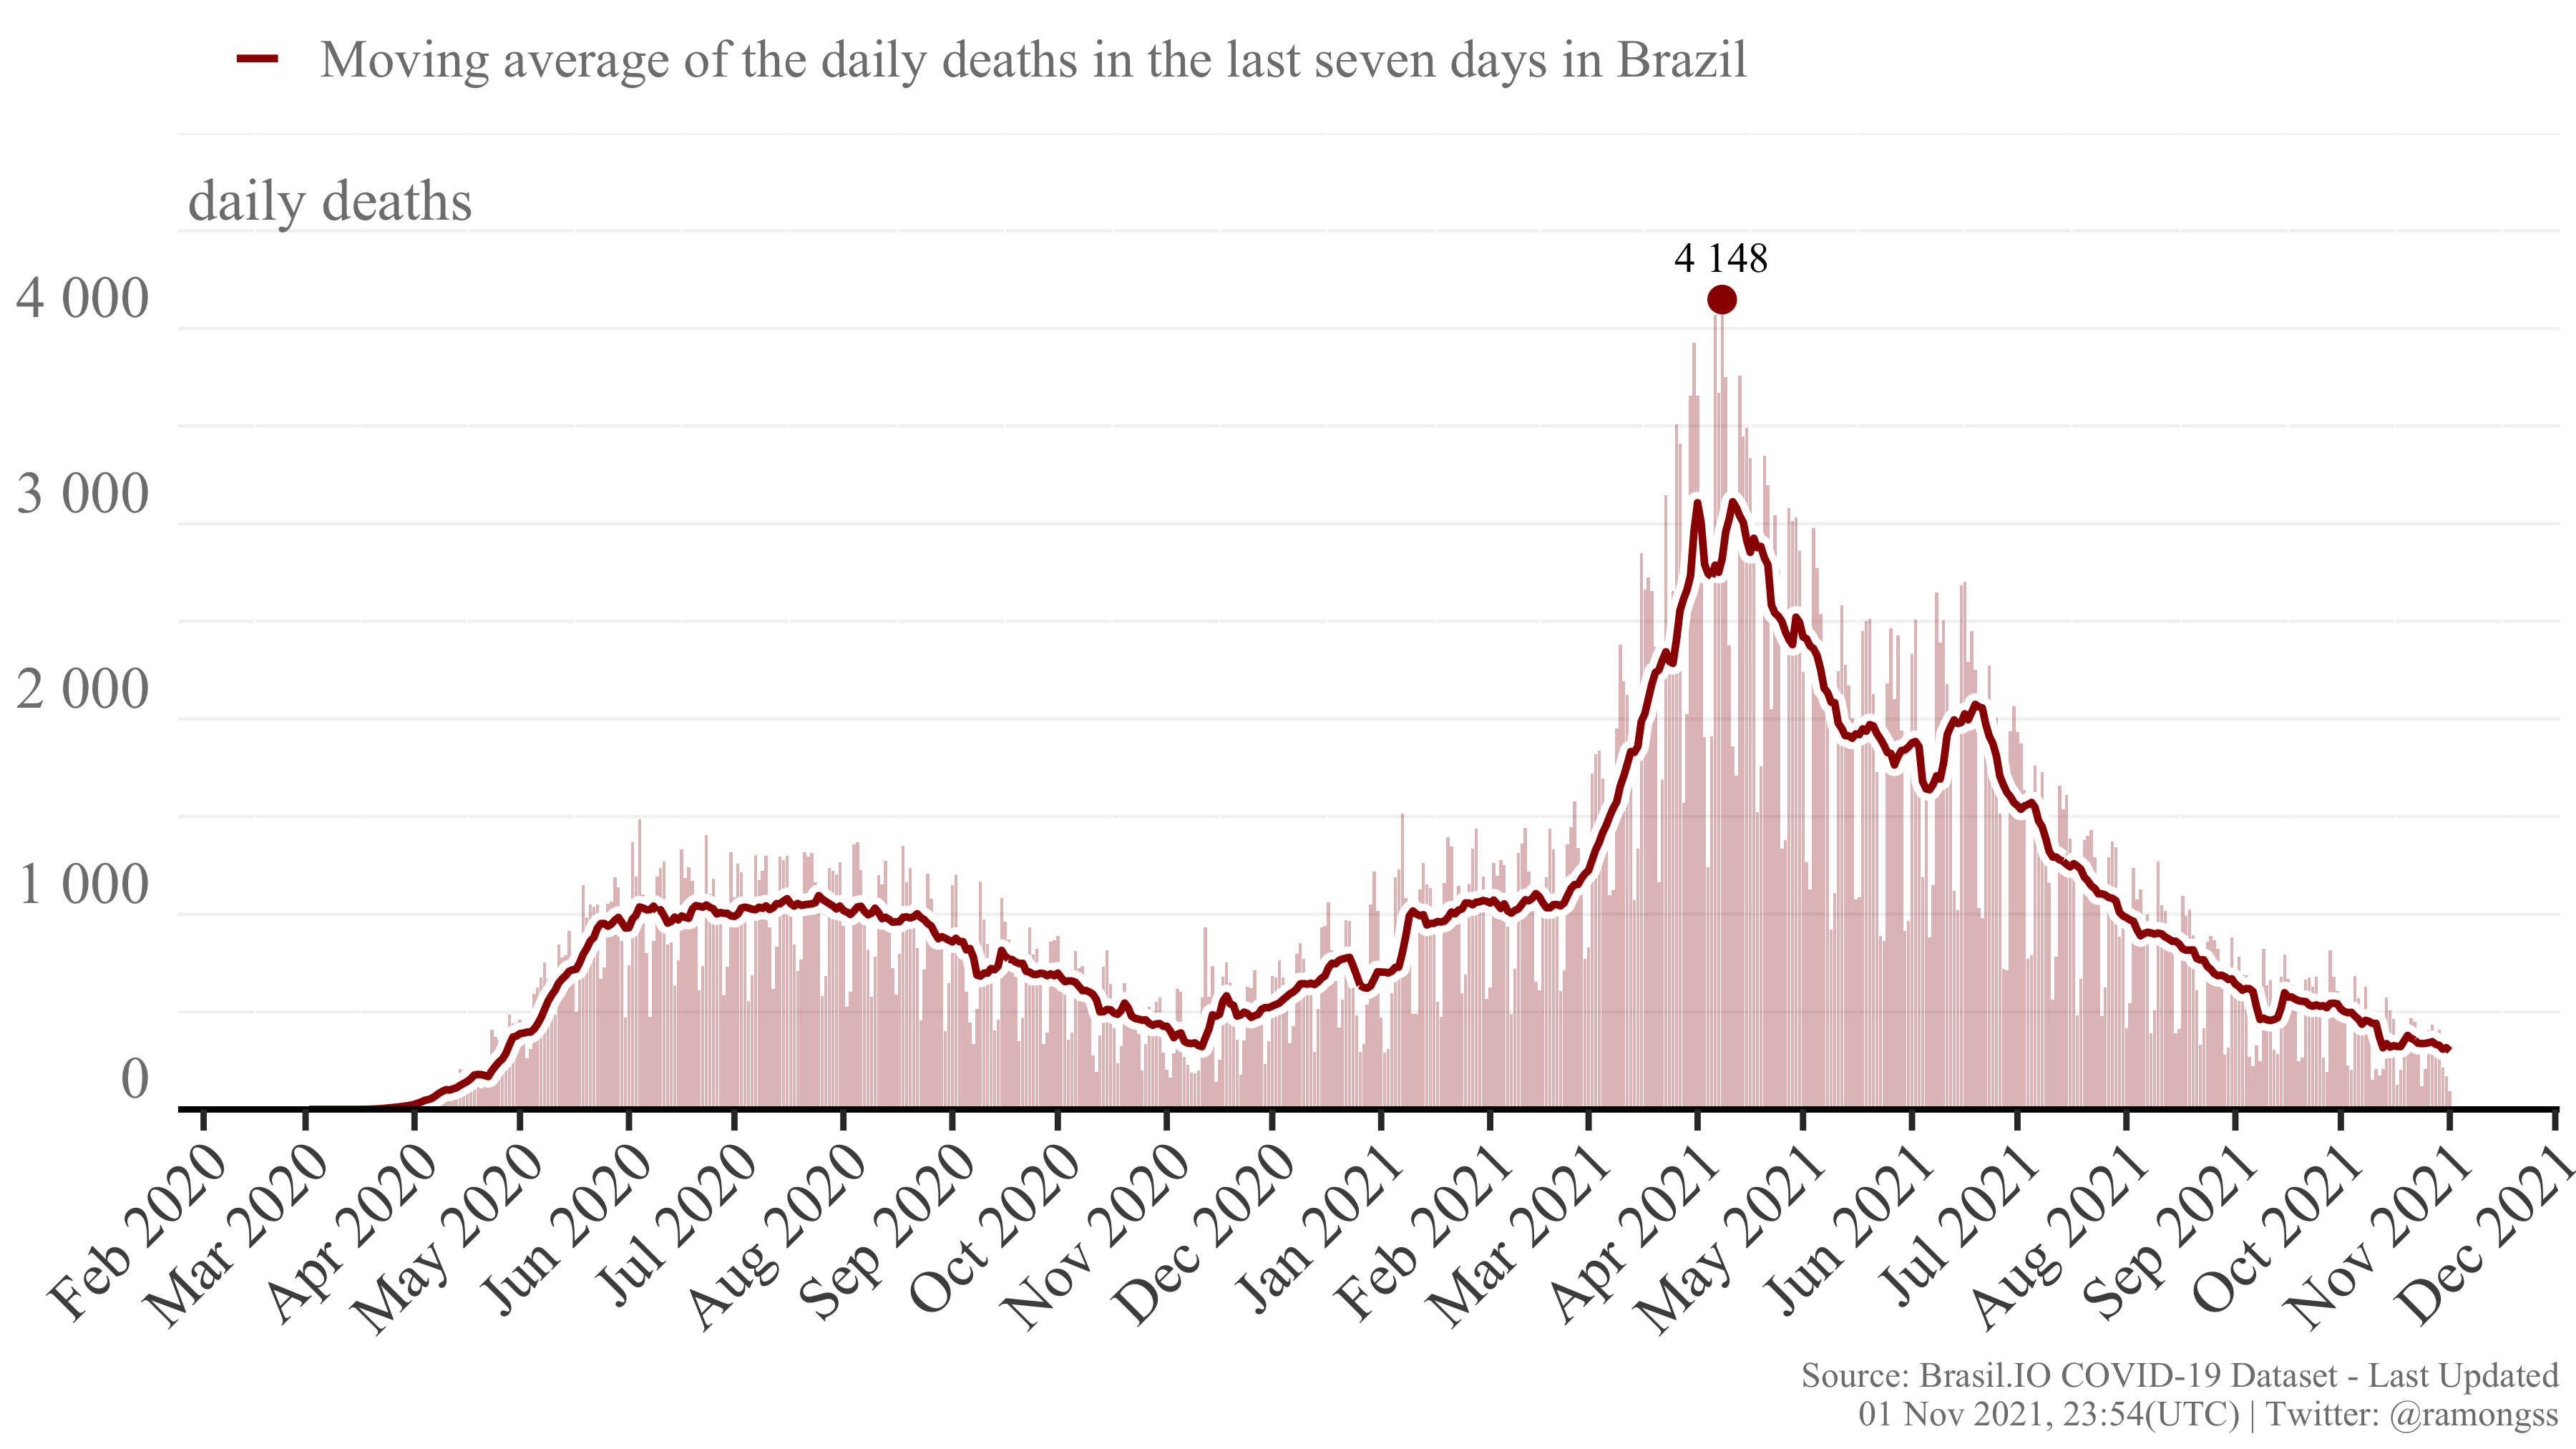 Moving average of the daily deaths in the last seven days in Brazil
daily deaths
4 148
4 000
3 000
2 000
1 000
0
Feb 2020
Mar 2020
Apr 2020
May 2020
Jun 2020
Jul 2020
Aug 2020
Sep 2020
Oct 2020
Nov 2020
Dec 2020
Jan 2021
Feb 2021
Mar 2021
Apr 2021
May 2021
Jun 2021
Jul 2021
Aug 2021
Sep 2021
Oct 2021
Nov 2021
Dec 2021
Source: Brasil.IO COVID-19 Dataset - Last Updated
01 Nov 2021, 23:54(UTC) | Twitter: @ramongss